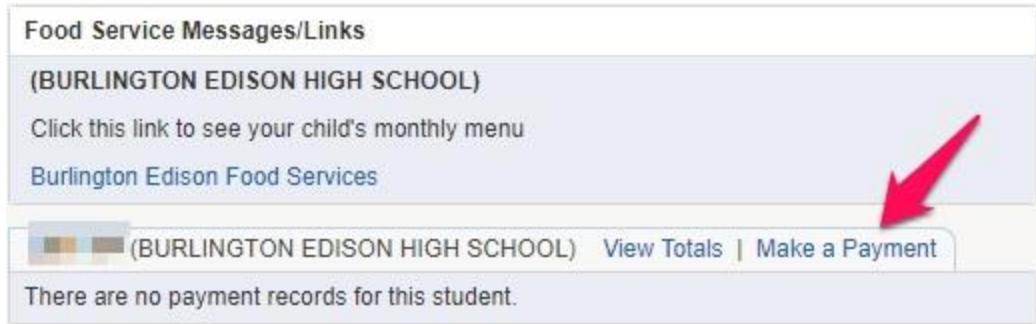 Food Service Messages/Links
(BURLINGTON EDISON HIGH SCHOOL)
Click this link to see your child's monthly menu
Burlington Edison Food Services
(BURLINGTON EDISON HIGH SCHOOL) View Totals | Make a Payment
There are no payment records for this student.